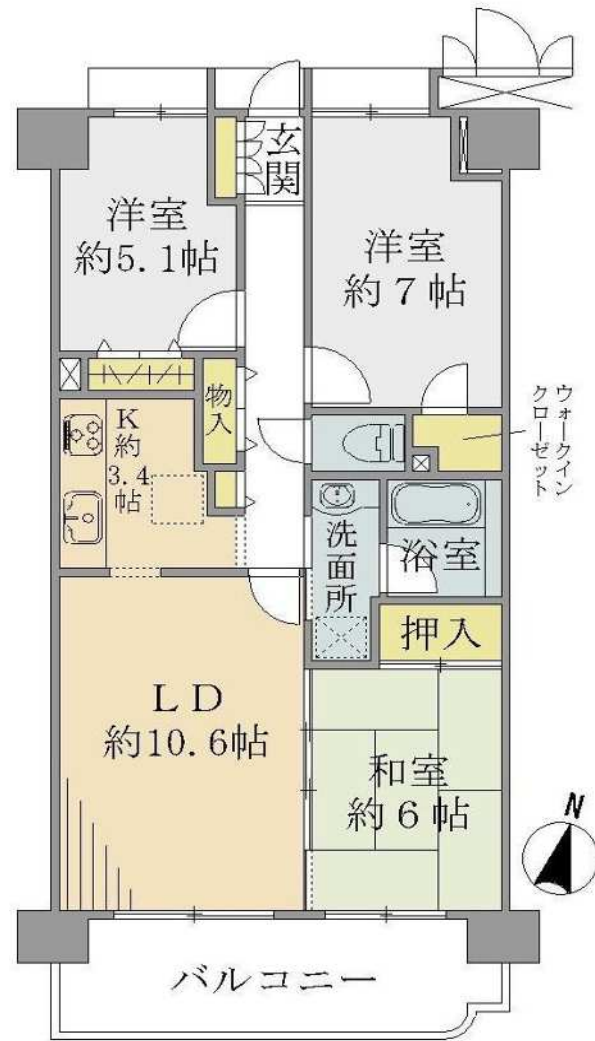 玄
関
洋室
約5.1帖
洋室
約７帖
物
入
K
約
3.4
帖
ウォークイン
クローゼット
洗
面
所
浴室
押入
ＬＤ
約10.6帖
和室
約６帖
N
バルコニー